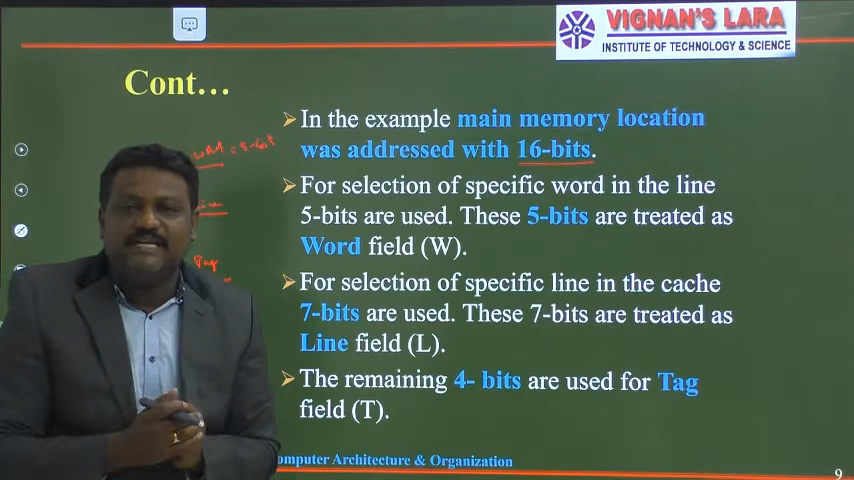 VIGNAN'S LARA
INSTITUTE OF TECHNOLOGY & SCIENCE
Cont…
➢ In the example main memory location
was addressed with 16-bits.
➢ For selection of specific word in the line
5-bits are used. These 5-bits are treated as
Word field (W).
➢ For selection of specific line in the cache
7-bits are used. These 7-bits are treated as
Line field (L).
➢ The remaining 4- bits are used for Tag
field (T).
= 5-bit
Tag
omputer Architecture & Organization
9